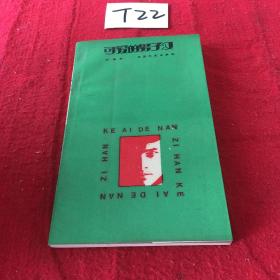 T22
可爱的男子汉
KE AI DE NAN
ZI HAN KE
AI DE NAN
ZI HAN